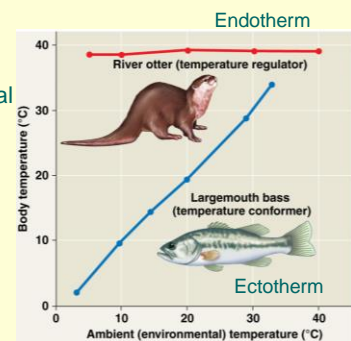 Endotherm
al
40
30
20
10
0
Body temperature (°C)
River otter (temperature regulator)
Largemouth bass
(temperature conformer)
Ectotherm
0 10 20 30 40
Ambient (environmental) temperature (°C)